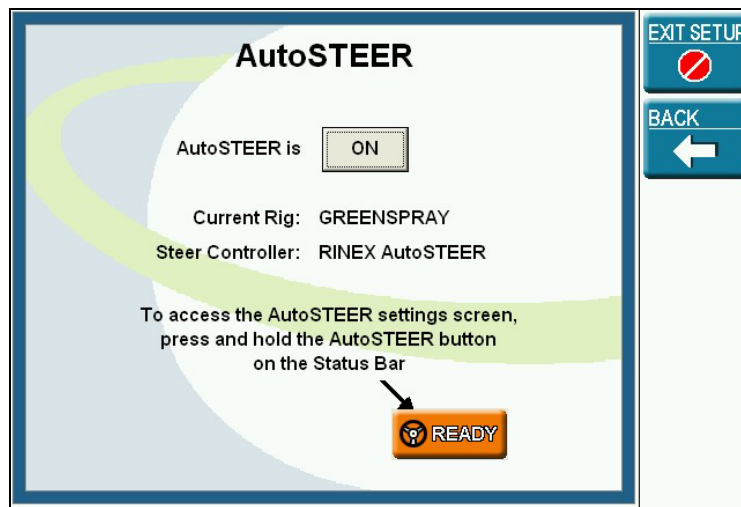 AutoSTEER
AutoSTEER is ON
Current Rig: GREENSPRAY
Steer Controller: RINEX AutoSTEER
To access the AutoSTEER settings screen,
press and hold the AutoSTEER button
on the Status Bar
READY
EXIT SETUP
BACK